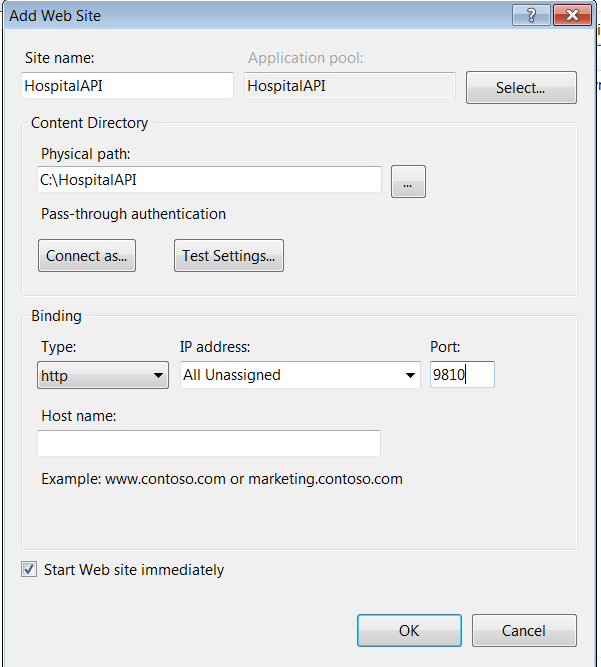 Add Web Site
?
Site name:
Application pool:
HospitalAPI
HospitalAPI
Select...
Content Directory
Physical path:
C:\HospitalAPI
...
Pass-through authentication
Connect as...
Test Settings...
Binding
Type:
IP address:
Port:
http
All Unassigned
9810
Host name:
Example: www.contoso.com or marketing.contoso.com
Start Web site immediately
OK
Cancel